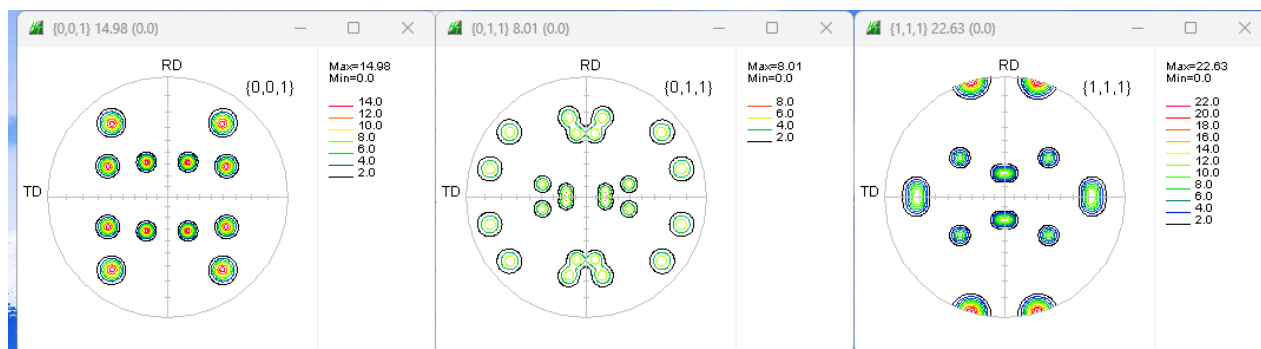 {0,0,1} 14.98 (0.0)
RD
{0,0,1}
TD
Max=14.98
Min=0.0
14.0
12.0
10.0
8.0
6.0
4.0
2.0
{0,1,1} 8.01 (0.0)
RD
{0,1,1}
TD
Max=8.01
Min=0.0
8.0
6.0
4.0
2.0
{1,1,1} 22.63 (0.0)
RD
{1,1,1}
TD
Max=22.63
Min=0.0
22.0
20.0
18.0
16.0
14.0
12.0
10.0
8.0
6.0
4.0
2.0